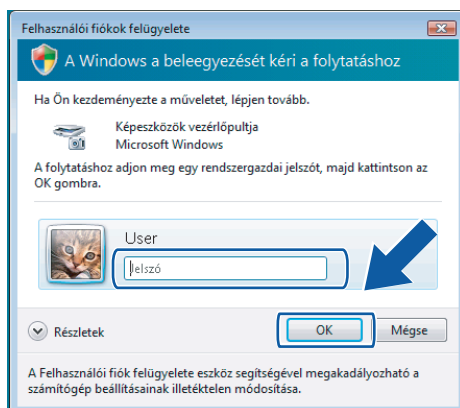 Felhasználói fiókok felügyelete
A Windows a beleegyezését kéri a folytatáshoz
Ha Ön kezdeményezte a műveletet, lépjen tovább.
Képeszközök vezérlőpultja
Microsoft Windows
A folytatáshoz adjon meg egy rendszergazdai jelszót, majd kattintson az
OK gombra.
User
Jelszó
Részletek
OK
Mégse
A Felhasználói fiók felügyelete eszköz segítségével megakadályozható a
számítógép beállításainak illetéktelen módosítása.